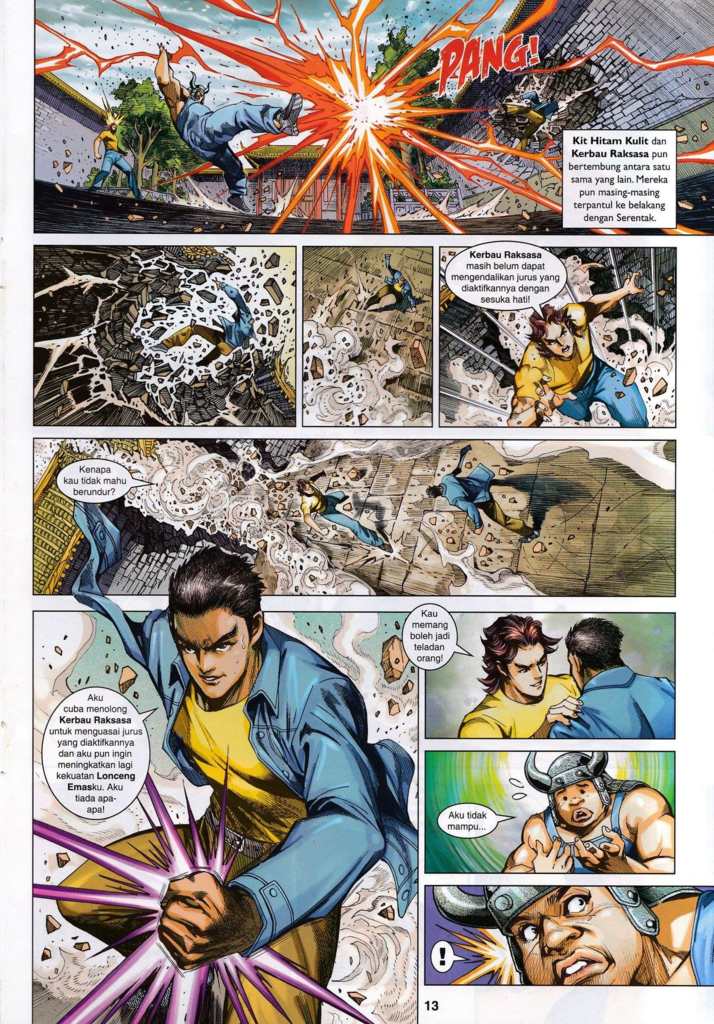 PANG!
Kit Hitam Kulit dan
Kerbau Raksasa pun
bertembung antara satu
sama yang lain. Mereka
pun masing-masing
terpantul ke belakang
dengan Serentak.
Kerbau Raksasa
masih belum dapat
mengendalikan jurus yang
diaktifkannya dengan
sesuka hati!
Kenapa
kau tidak mahu
berundur?
Aku
cuba menolong
Kerbau Raksasa
untuk menguasai jurus
yang diaktifkannya
dan aku pun ingin
meningkatkan lagi
kekuatan Lonceng
Emasku. Aku
tiada apa-
apa!
Kau
memang
boleh jadi
teladan
orang!
Aku tidak
mampu...
!
13